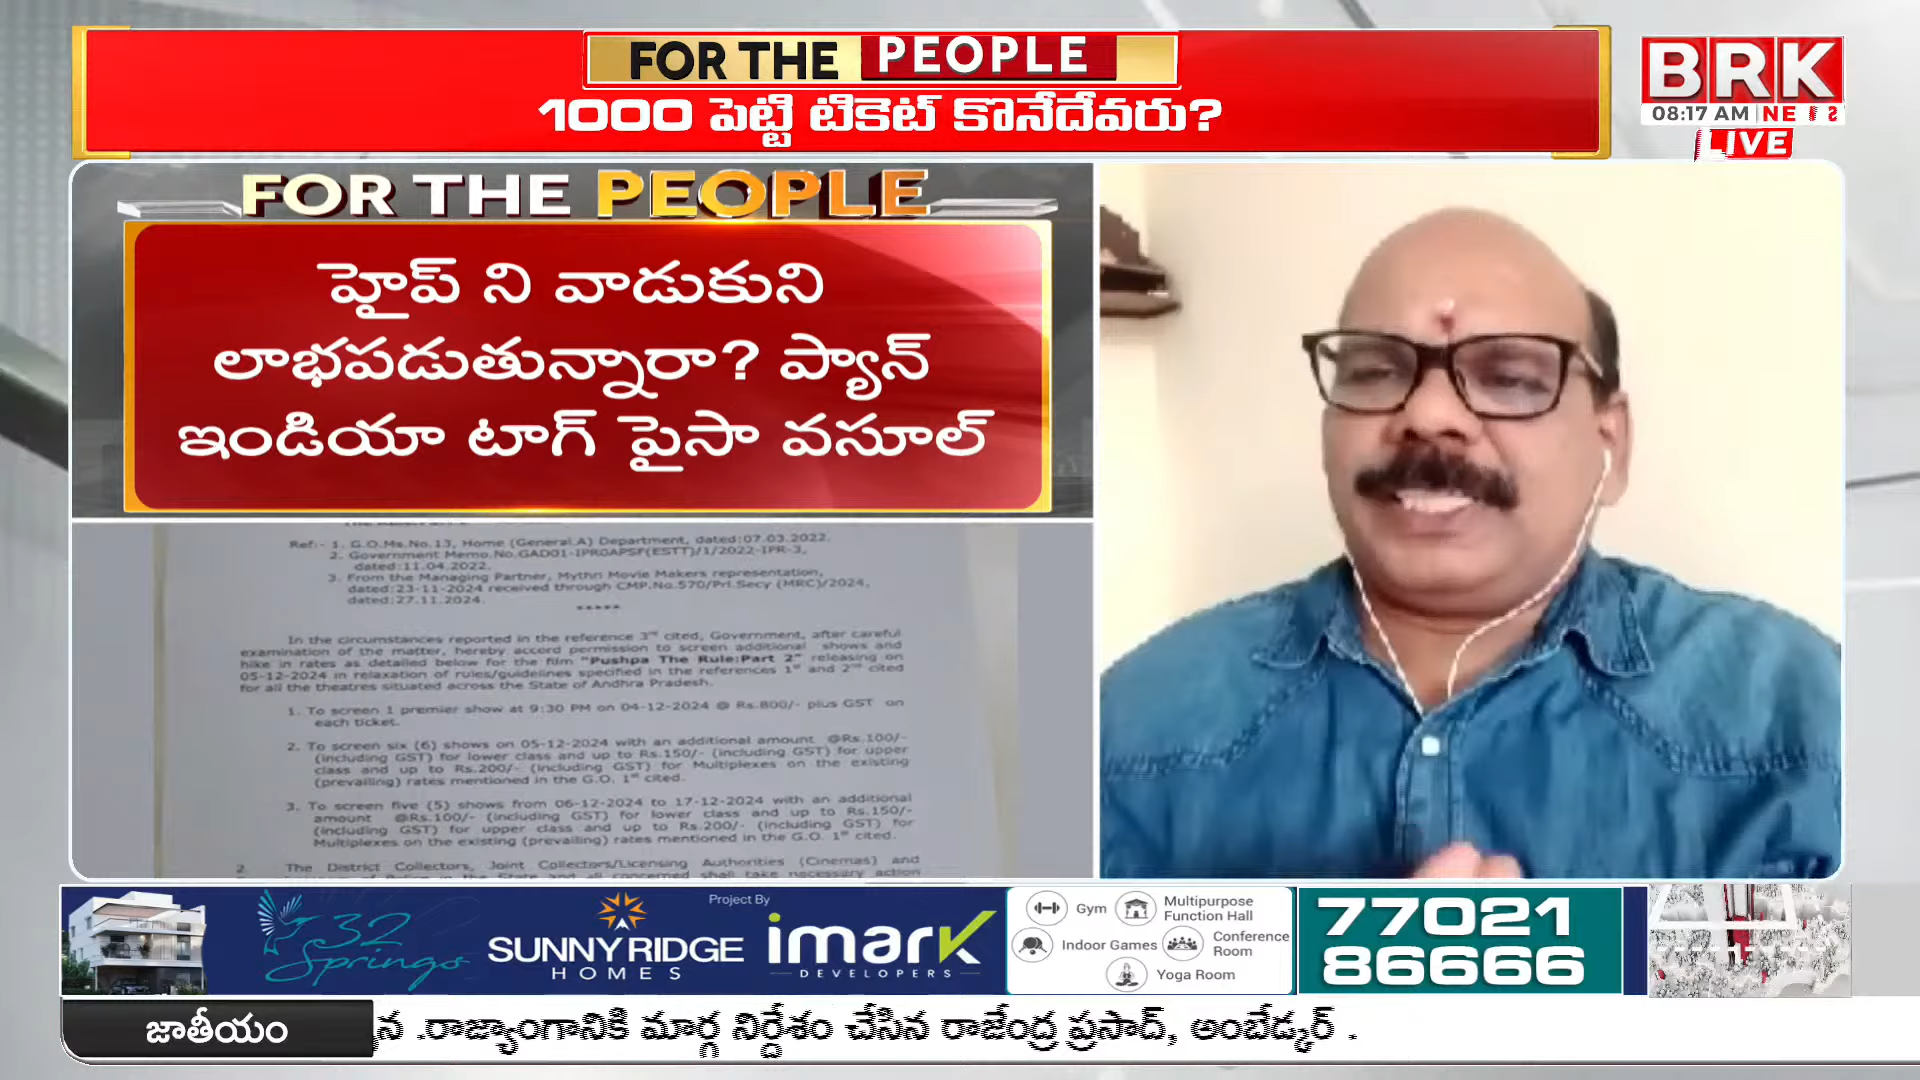 FOR THE PEOPLE
1000 పెట్టి టికెట్ కొనేదేవరు?
BRK
08:17 AM
LIVE
FOR THE PEOPLE
హైప్ ని వాడుకుని
లాభపడుతున్నారా? ప్యాన్
ఇండియా టాగ్ పైసా వసూల్
Ref:- 1. G.O.Ms.No.13, Home (General.A) Department, dated:07.03.2022.
2. Government Memo.No.GAD01-IPR0APSF(ESTT)/1/2022-IPR-3,
dated:11.04.2022.
3. From the Managing Partner, Mythri Movie Makers representation,
dated:23-11-2024 received through CMP.No.570/Prl.Secy (MRC)/2024,
dated:27.11.2024.
*****
In the circumstances reported in the reference 3rd cited, Government, after careful
examination of the matter, hereby accord permission to screen additional shows and
hike in rates as detailed below for the film "Pushpa The Rule:Part 2" releasing on
05-12-2024 in relaxation of rules/guidelines specified in the references 1st and 2nd cited
for all the theatres situated across the State of Andhra Pradesh.
1. To screen 1 premier show at 9:30 PM on 04-12-2024 @ Rs.800/- plus GST on
each ticket.
2. To screen six (6) shows on 05-12-2024 with an additional amount @Rs.100/-
(including GST) for lower class and up to Rs.150/- (including GST) for upper
class and up to Rs.200/- (including GST) for Multiplexes on the existing
(prevailing) rates mentioned in the G.O. 1st cited.
3. To screen five (5) shows from 06-12-2024 to 17-12-2024 with an additional
amount @Rs.100/- (including GST) for lower class and up to Rs.150/-
(including GST) for upper class and up to Rs.200/- (including GST) for
Multiplexes on the existing (prevailing) rates mentioned in the G.O. 1st cited.
2 The District Collectors, Joint Collectors/Licensing Authorities (Cinemas) and
in the State and all concerned shall take necessary action
32 Springs
SUNNYRIDGE
HOMES
Project By
imark
DEVELOPERS
Gym
Multipurpose Function Hall
Indoor Games
Conference Room
Yoga Room
77021
86666
జాతీయం
.రాజ్యాంగానికి మార్గ నిర్దేశం చేసిన రాజేంద్ర ప్రసాద్, అంబేడ్కర్ .